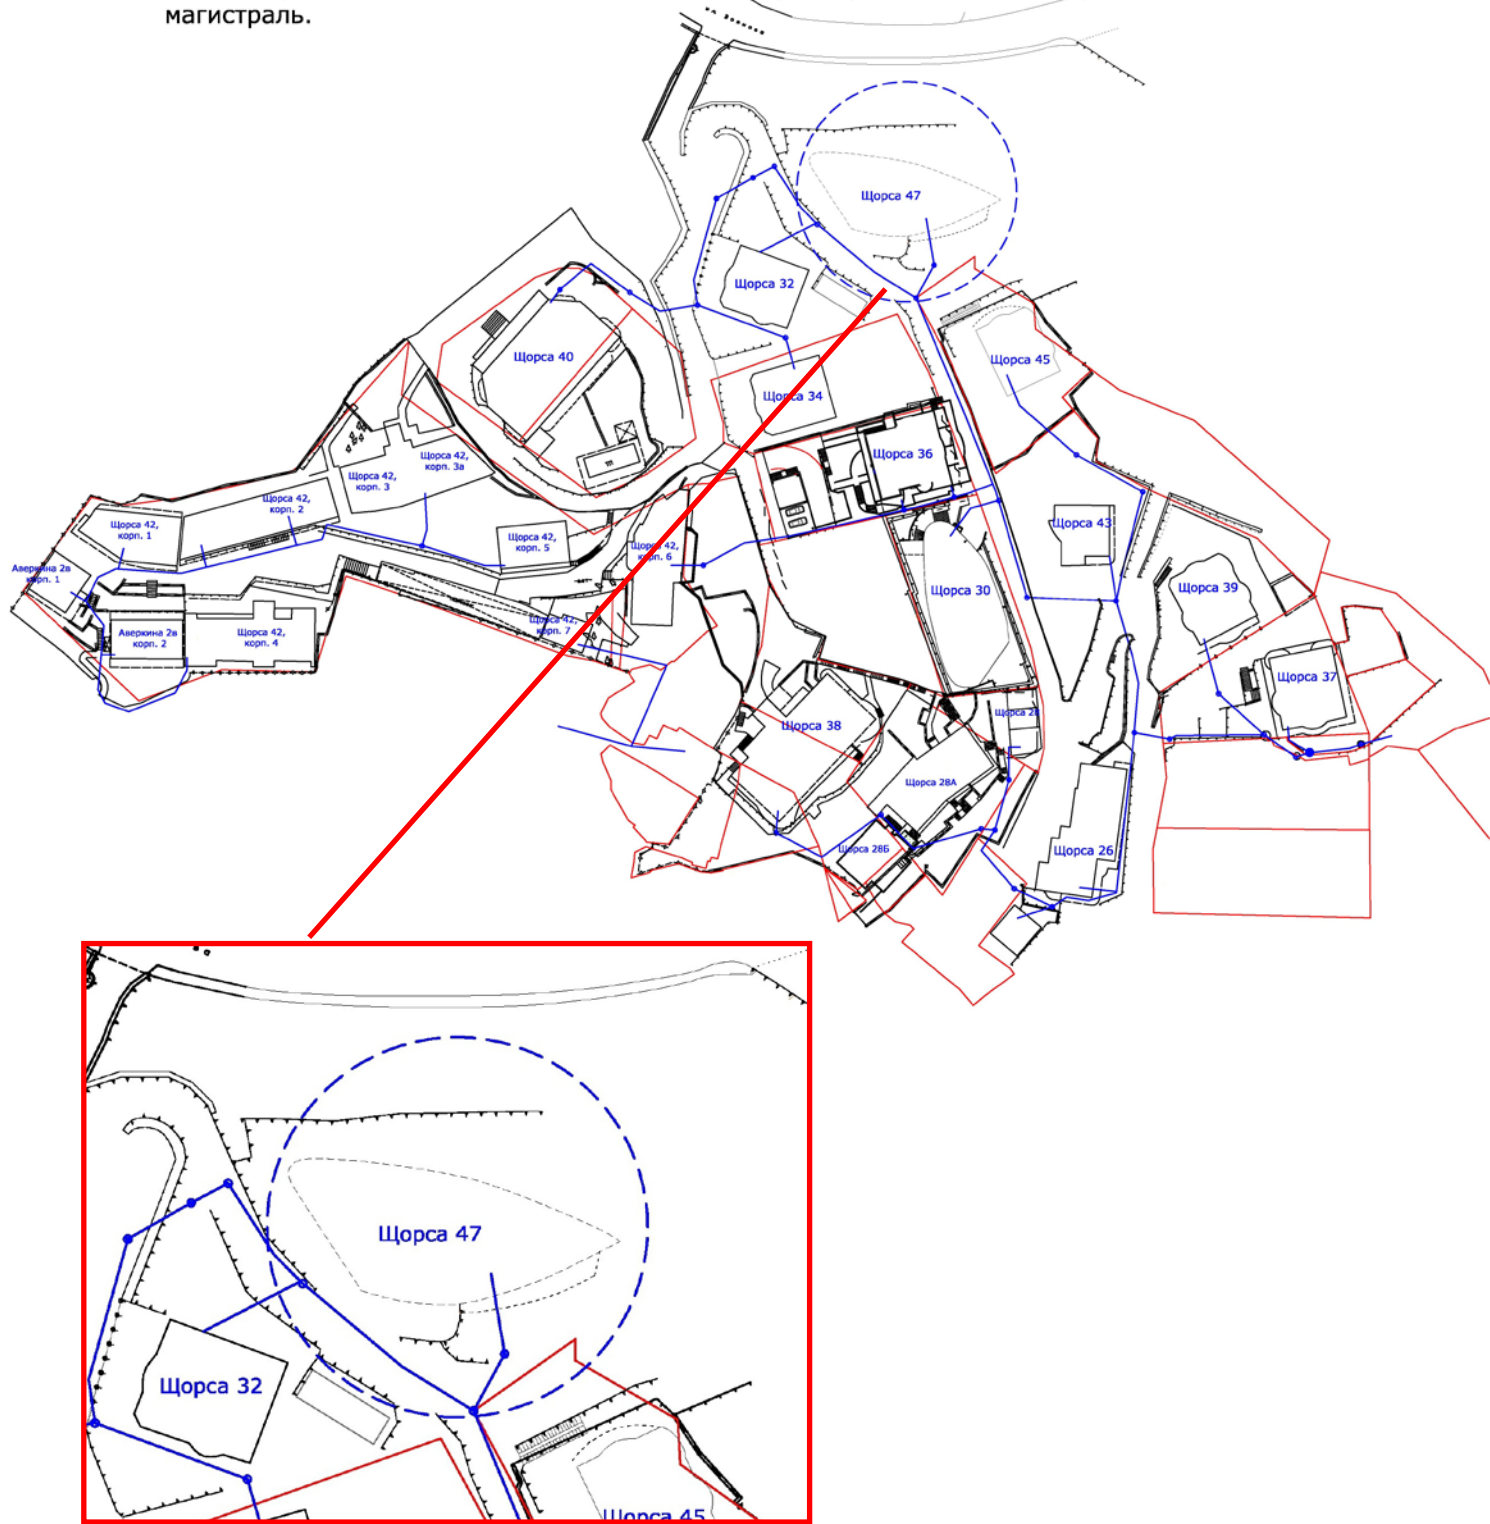 магистраль.
Щорса 47
Щорса 32
Щорса 40
Щорса 45
Щорса 34
Щорса 36
Щорса 42,
корп. 3а
Щорса 42,
корп. 3
Щорса 42,
корп. 2
Щорса 42,
корп. 1
Щорса 42,
корп. 5
Щорса 42,
корп. 6
Щорса 43
Аверкина 2в
корп. 1
Щорса 39
Щорса 30
Аверкина 2в
корп. 2
Щорса 42,
корп. 4
Щорса 42,
корп. 7
Щорса 37
Щорса 38
Щорса 28
Щорса 28А
Щорса 28Б
Щорса 26
Щорса 47
Щорса 32
Щорса 45